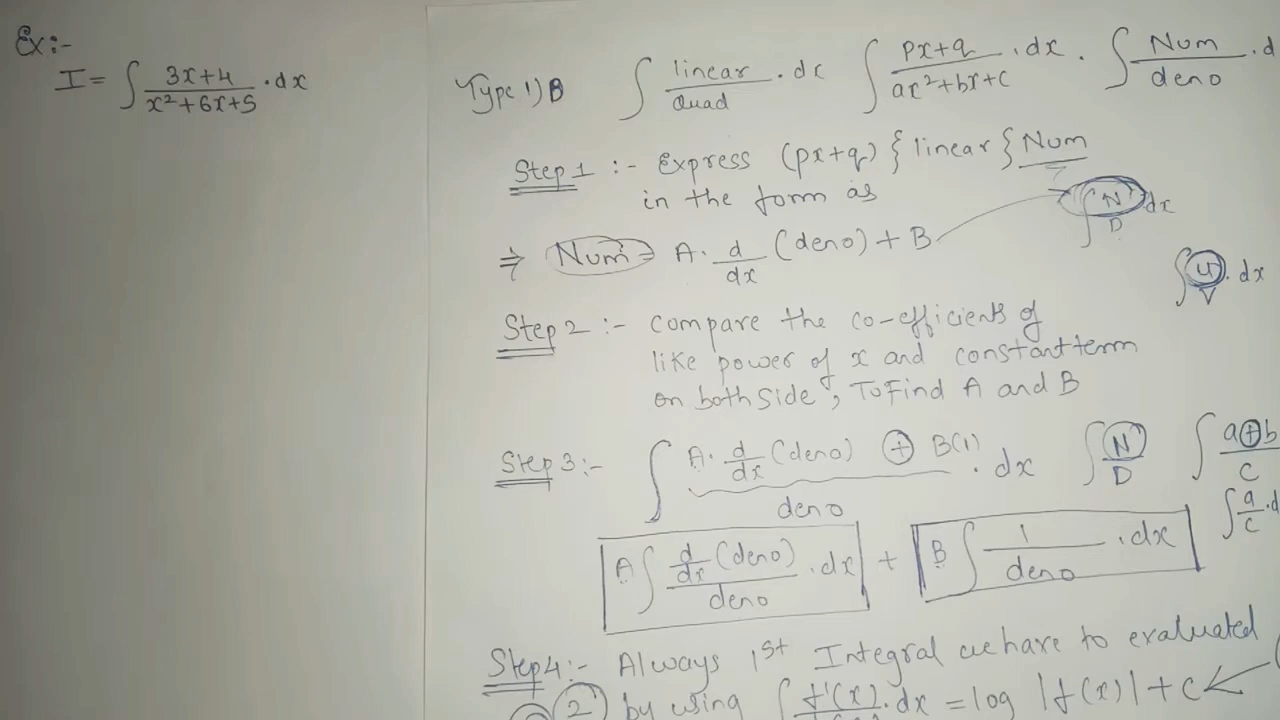 Ex:-
I = ∫ 3x+4 / x²+6x+5 · dx
Type 1) B ∫ linear / Quad . dx ∫ px+q / ax²+bx+c . dx . ∫ Num / deno . d
Step 1 :- Express (px+q) { linear } Num
in the form as
∫ N / D dx
⇒ Num = A. d/dx (deno) + B
∫ u / v . dx
Step 2 :- compare the co-efficients of
like power of x and constant term
on both side, To Find A and B
Step 3 :- ∫ A. d/dx (deno) + B(1) / deno . dx ∫ N / D ∫ a+b / c
A ∫ d/dx (deno) / deno . dx + B ∫ 1 / deno . dx ∫ a / c . d
Step 4 :- Always 1st Integral we have to evaluated
2 by using ∫ f'(x) . dx = log |f(x)| + c